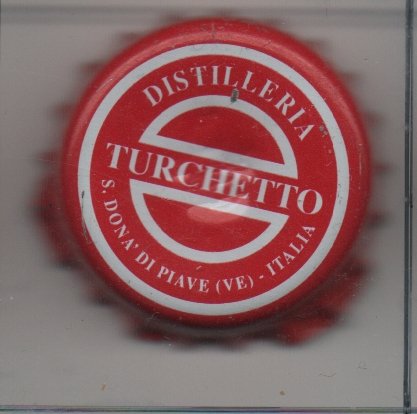 DISTILLERIA
TURCHETTO
S. DONA' DI PIAVE (VE) - ITALIA